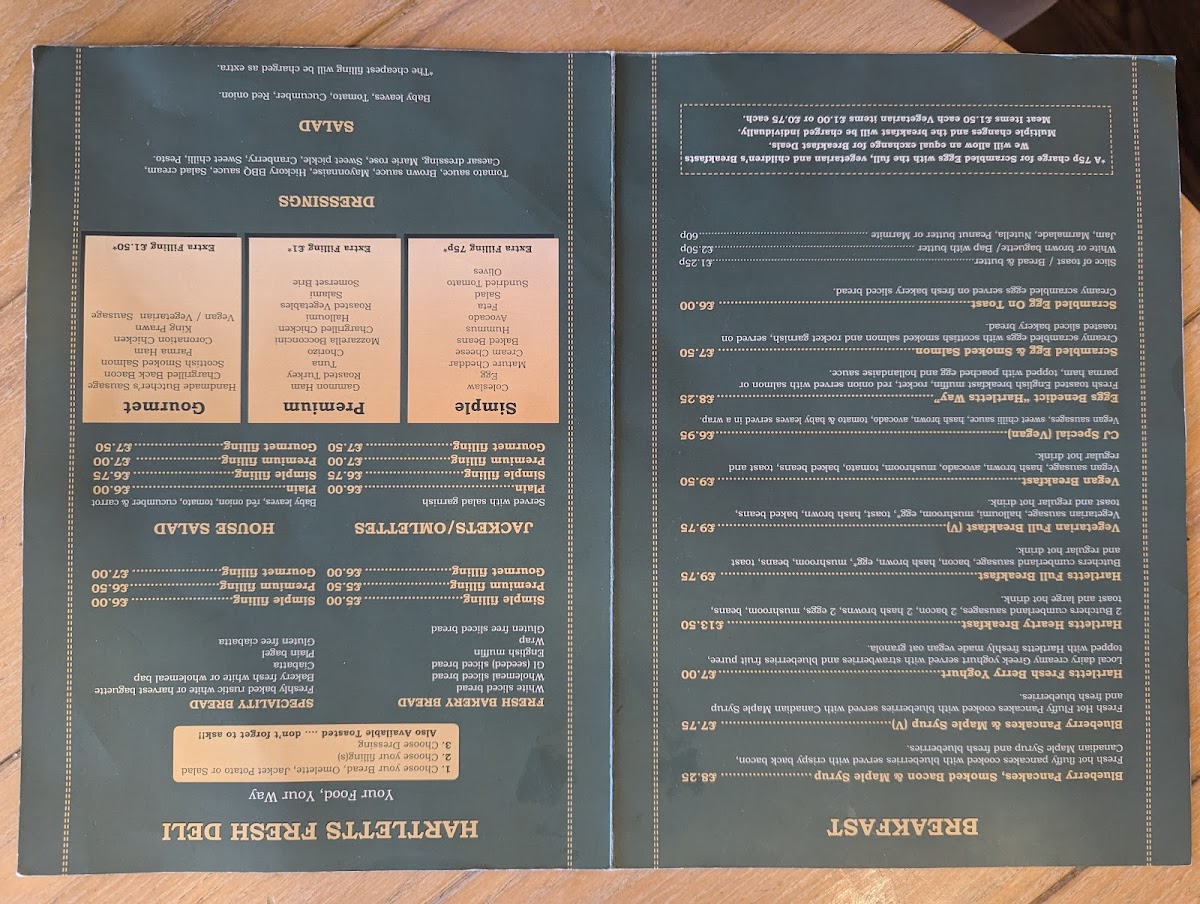 BREAKFAST
Blueberry Pancakes, Smoked Bacon & Maple Syrup ..................£8.25
Fresh hot fluffy pancakes cooked with blueberries served with crispy back bacon,
Canadian Maple Syrup and fresh blueberries.
Blueberry Pancakes & Maple Syrup (V)..................£7.75
Fresh Hot Fluffy Pancakes cooked with blueberries served with Canadian Maple Syrup
and fresh blueberries.
Hartletts Fresh Berry Yoghurt..................£7.00
Local dairy creamy Greek yoghurt served with strawberries and blueberries fruit puree,
topped with Hartletts freshly made vegan oat granola.
Hartletts Hearty Breakfast..................£13.50
2 Butchers cumberland sausages, 2 bacon, 2 hash browns, 2 eggs, mushroom, beans,
toast and large hot drink.
Hartletts Full Breakfast..................£9.75
Butchers cumberland sausage, bacon, hash brown, egg*, mushroom, beans, toast
and regular hot drink.
Vegetarian Full Breakfast (V)..................£9.75
Vegetarian sausage, halloumi, mushroom, egg*, toast, hash brown, baked beans,
toast and regular hot drink.
Vegan Breakfast..................£9.50
Vegan sausage, hash brown, avocado, mushroom, tomato, baked beans, toast and
regular hot drink.
CJ Special (Vegan)..................£6.95
Vegan sausages, sweet chilli sauce, hash brown, avocado, tomato & baby leaves served in a wrap.
Eggs Benedict “Hartletts Way”..................£8.25
Fresh toasted English breakfast muffin, rocket, red onion served with salmon or
parma ham, topped with poached egg and hollandaise sauce.
Scrambled Egg & Smoked Salmon..................£7.50
Creamy scrambled eggs with scottish smoked salmon and rocket garnish, served on
toasted sliced bakery bread.
Scrambled Egg On Toast..................£6.00
Creamy scrambled eggs served on fresh bakery sliced bread.
Slice of toast / Bread & butter..................£1.25p
White or brown baguette/ Bap with butter ..................£2.50p
Jam, Marmalade, Nutella, Peanut butter or Marmite ..................60p
*A 75p charge for Scrambled Eggs with the full, vegetarian and children's Breakfasts
We will allow an equal exchange for Breakfast Deals.
Multiple changes and the breakfast will be charged individually.
Meat Items £1.50 each Vegetarian items £1.00 or £0.75 each.
HARTLETTS FRESH DELI
Your Food, Your Way
1. Choose your Bread, Omelette, Jacket Potato or Salad
2. Choose your filling(s)
3. Choose Dressing
Also Available Toasted .... don't forget to ask!!
FRESH BAKERY BREAD
White sliced bread
Wholemeal sliced bread
GI (seeded) sliced bread
English muffin
Wrap
Gluten free sliced bread
Simple filling..................£5.00
Premium filling..................£5.50
Gourmet filling..................£6.00
SPECIALITY BREAD
Freshly baked rustic white or harvest baguette
Bakery fresh white or wholemeal bap
Ciabatta
Plain bagel
Gluten free ciabatta
Simple filling..................£6.00
Premium filling..................£6.50
Gourmet filling..................£7.00
JACKETS/OMLETTES
Served with salad garnish
Plain..................£6.00
Simple filling..................£6.75
Premium filling..................£7.00
Gourmet filling..................£7.50
HOUSE SALAD
Baby leaves, red onion, tomato, cucumber & carrot
Plain..................£6.00
Simple filling..................£6.75
Premium filling..................£7.00
Gourmet filling..................£7.50
Simple
Coleslaw
Egg
Mature Cheddar
Cream Cheese
Baked Beans
Hummus
Avocado
Feta
Salad
Sundried Tomato
Olives
Extra Filling 75p*
Premium
Gammon Ham
Roasted Turkey
Tuna
Chorizo
Mozzarella Bocconcini
Chargrilled Chicken
Halloumi
Roasted Vegetables
Salami
Somerset Brie
Extra Filling £1*
Gourmet
Handmade Butcher's Sausage
Chargrilled Back Bacon
Scottish Smoked Salmon
Parma Ham
Coronation Chicken
King Prawn
Vegan / Vegetarian Sausage
Extra Filling £1.50*
DRESSINGS
Tomato sauce, Brown sauce, Mayonnaise, Hickory BBQ sauce, Salad cream,
Caesar dressing, Marie rose, Sweet pickle, Cranberry, Sweet chilli, Pesto.
SALAD
Baby leaves, Tomato, Cucumber, Red onion.
*The cheapest filling will be charged as extra.